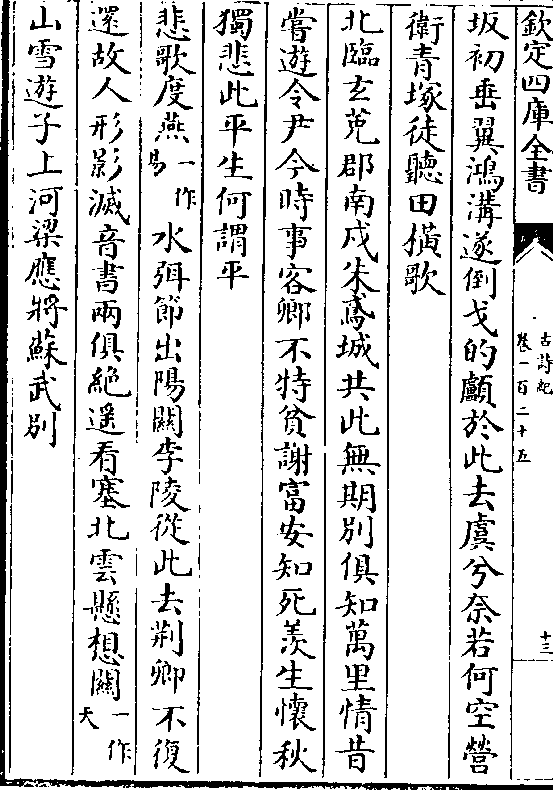 欽定四庫全書
古詩紀
卷一百二十五
十三
坂初垂翼鴻溝遂倒戈的顱於此去虞兮奈若何空營
衛青塚徒聽田横歌
北臨玄菟郡南戍朱鳶城共此無期別俱知萬里情昔
嘗遊令尹今時事客卿不特貧謝富安知死羡生懷秋
獨悲此平生何謂平
悲歌度燕一作易水弭節出陽闗李陵從此去荆卿不復
還故人形影滅音書兩俱絶遥看塞北雲懸想闗一作天
山雪遊子上河梁應將蘇武別